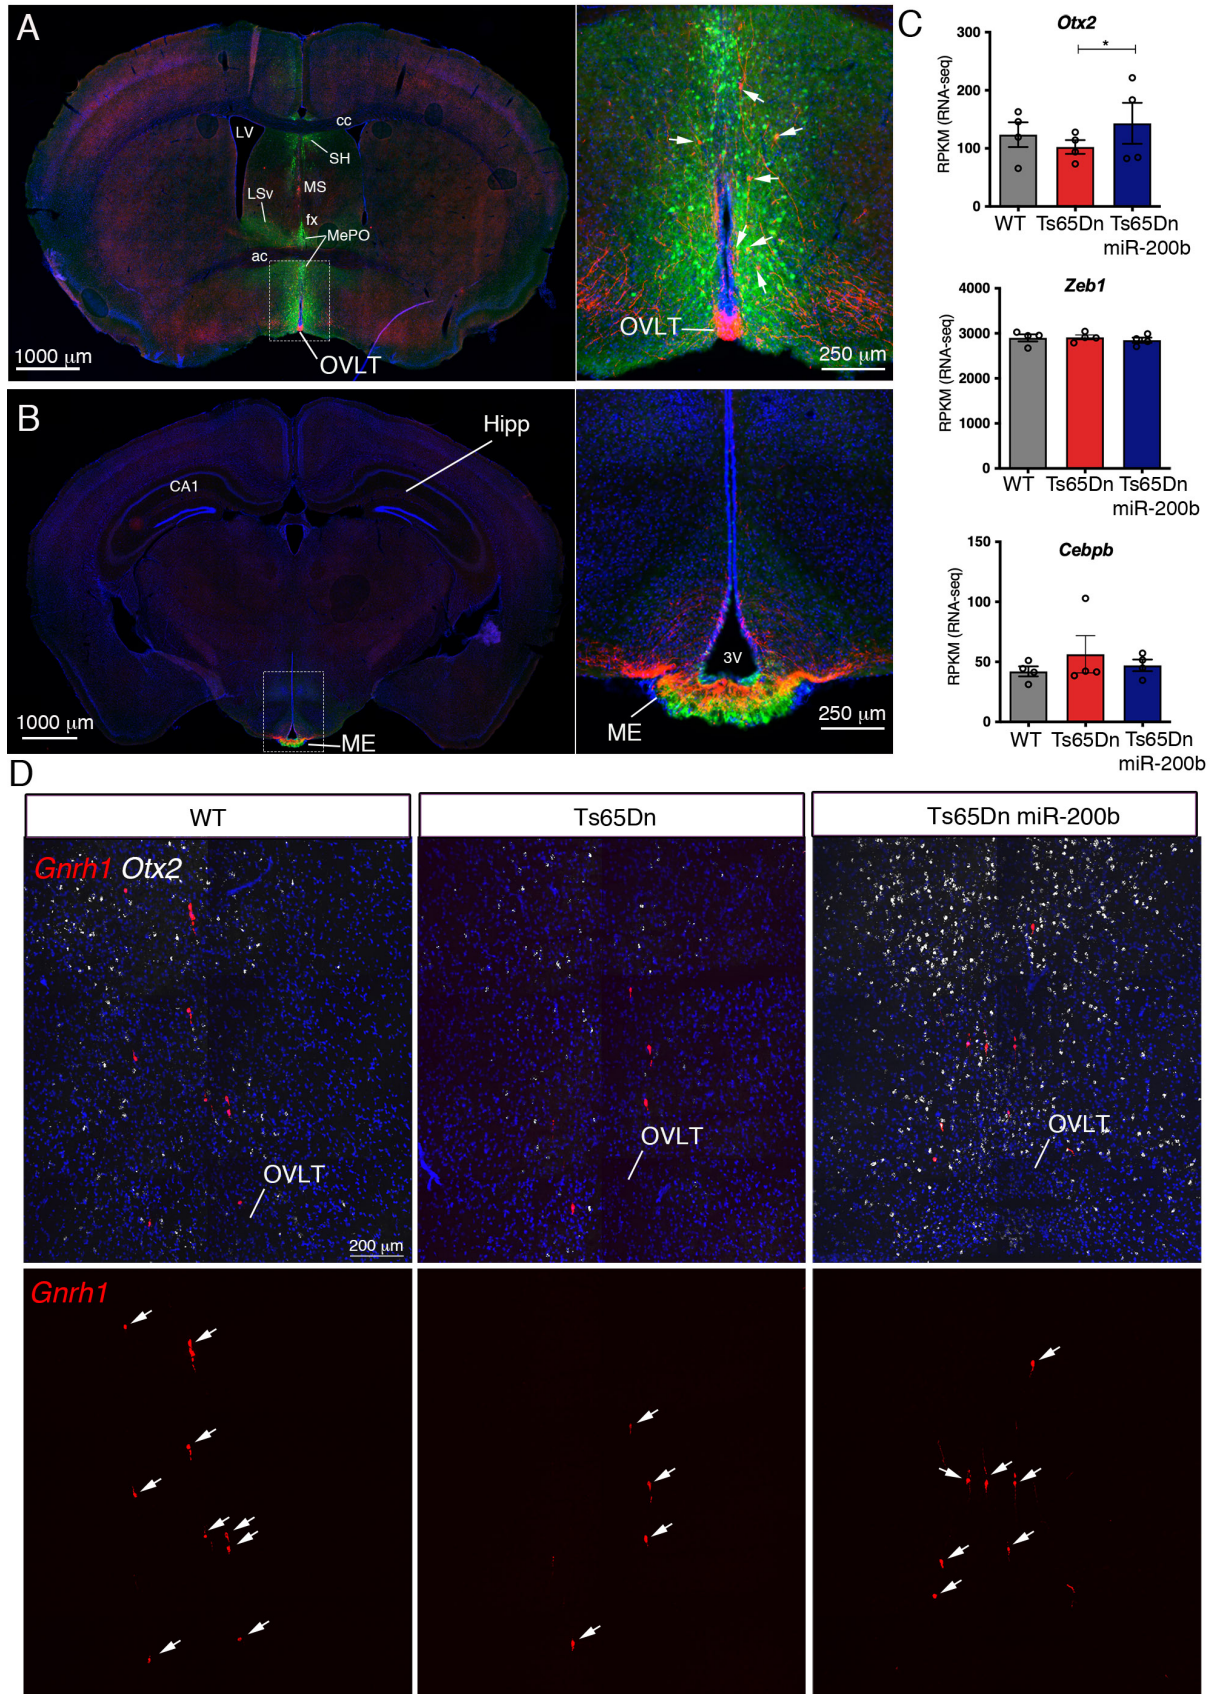 A
LV
cc
SH
LSv
MS
fx
MePO
ac
1000 µm
OVLT
OVLT
250 µm
B
Hipp
CA1
1000 µm
ME
3V
ME
250 µm
C
Otx2
*
RPKM (RNA-seq)
300
200
100
0
WT
Ts65Dn
Ts65Dn
miR-200b
Zeb1
RPKM (RNA-seq)
4000
3000
2000
1000
0
WT
Ts65Dn
Ts65Dn
miR-200b
Cebpb
RPKM (RNA-seq)
150
100
50
0
WT
Ts65Dn
Ts65Dn
miR-200b
D
WT
Ts65Dn
Ts65Dn miR-200b
Gnrh1 Otx2
OVLT
200 µm
OVLT
OVLT
Gnrh1